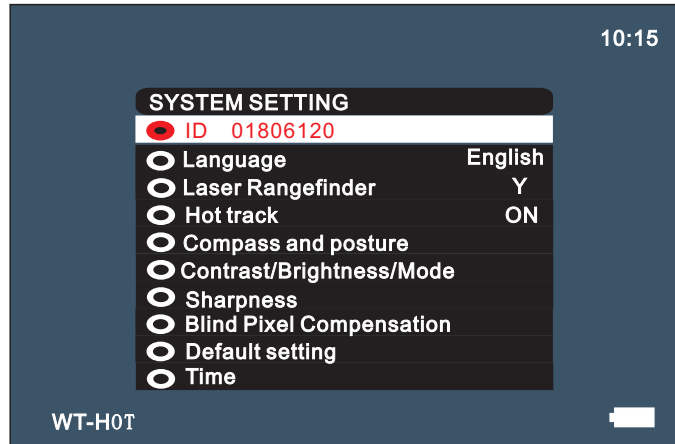 10:15
SYSTEM SETTING
ID 01806120
Language English
Laser Rangefinder Y
Hot track ON
Compass and posture
Contrast/Brightness/Mode
Sharpness
Blind Pixel Compensation
Default setting
Time
WT-HOT